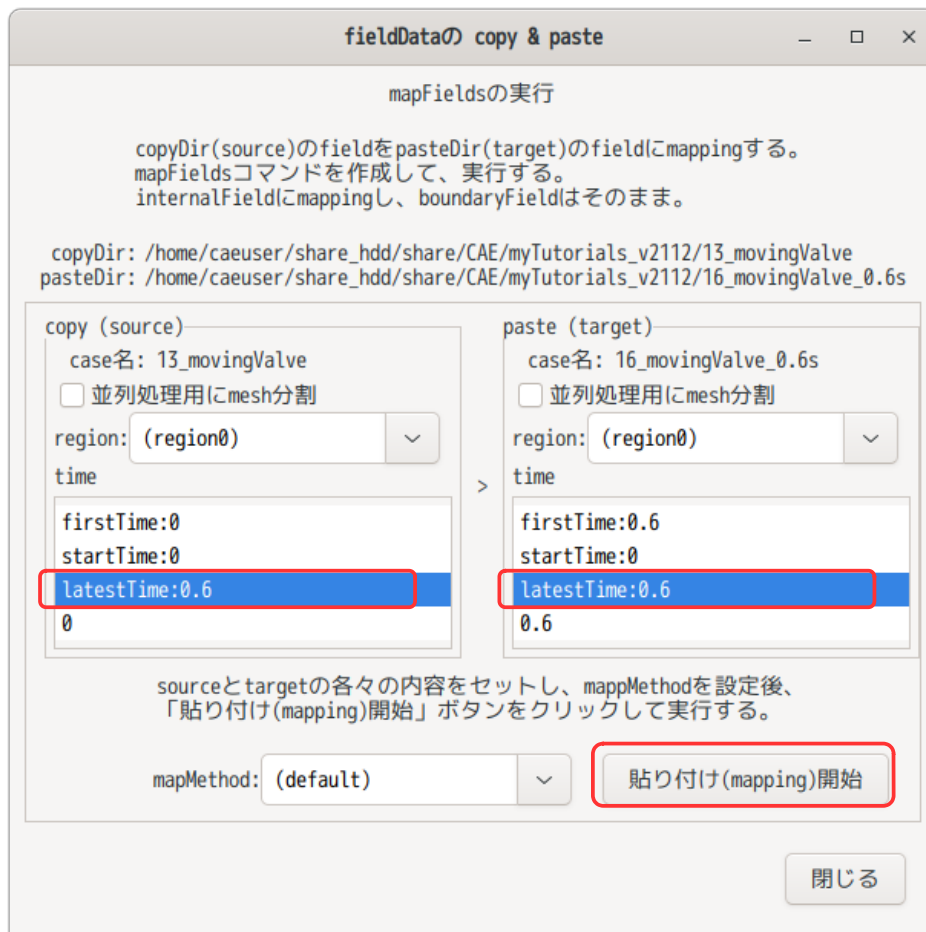 fieldDataの copy & paste
mapFieldsの実行
copyDir(source)のfieldをpasteDir(target)のfieldにmappingする。
mapFieldsコマンドを作成して、実行する。
internalFieldにmappingし、boundaryFieldはそのまま。
copyDir: /home/caeuser/share_hdd/share/CAE/myTutorials_v2112/13_movingValve
pasteDir: /home/caeuser/share_hdd/share/CAE/myTutorials_v2112/16_movingValve_0.6s
copy (source)
case名: 13_movingValve
並列処理用にmesh分割
region: (region0)
time
firstTime:0
startTime:0
latestTime:0.6
0
>
paste (target)
case名: 16_movingValve_0.6s
並列処理用にmesh分割
region: (region0)
time
firstTime:0.6
startTime:0
latestTime:0.6
0.6
sourceとtargetの各々の内容をセットし、mappMethodを設定後、
「貼り付け(mapping)開始」ボタンをクリックして実行する。
mapMethod: (default)
貼り付け(mapping)開始
閉じる